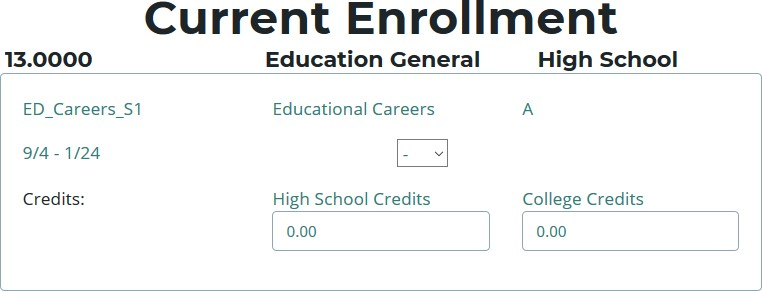 Current Enrollment
13.0000 Education General High School
ED_Careers_S1 Educational Careers A
9/4 - 1/24 -
Credits: High School Credits College Credits
0.00 0.00